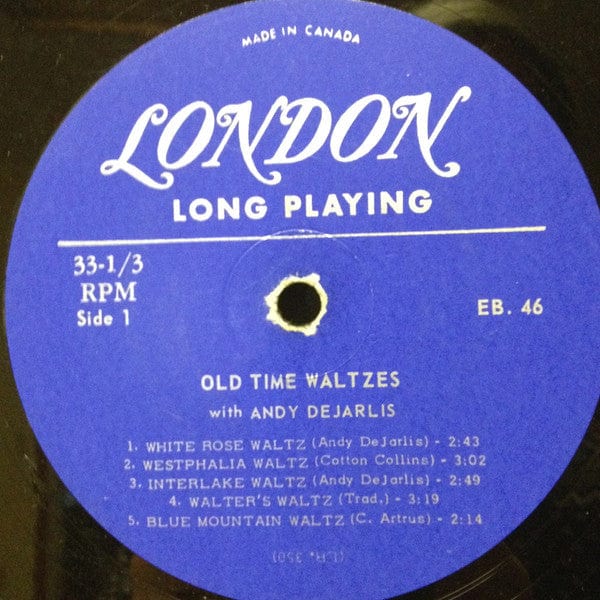 MADE IN CANADA
LONDON
LONG PLAYING
33-1/3
RPM
Side 1
EB. 46
OLD TIME WALTZES
with ANDY DEJARLIS
1. WHITE ROSE WALTZ (Andy DeJarlis) - 2:43
2. WESTPHALIA WALTZ (Cotton Collins) - 3:02
3. INTERLAKE WALTZ (Andy DeJarlis) - 2:49
4. WALTER'S WALTZ (Trad.) - 3:19
5. BLUE MOUNTAIN WALTZ (C. Artrus) - 2:14